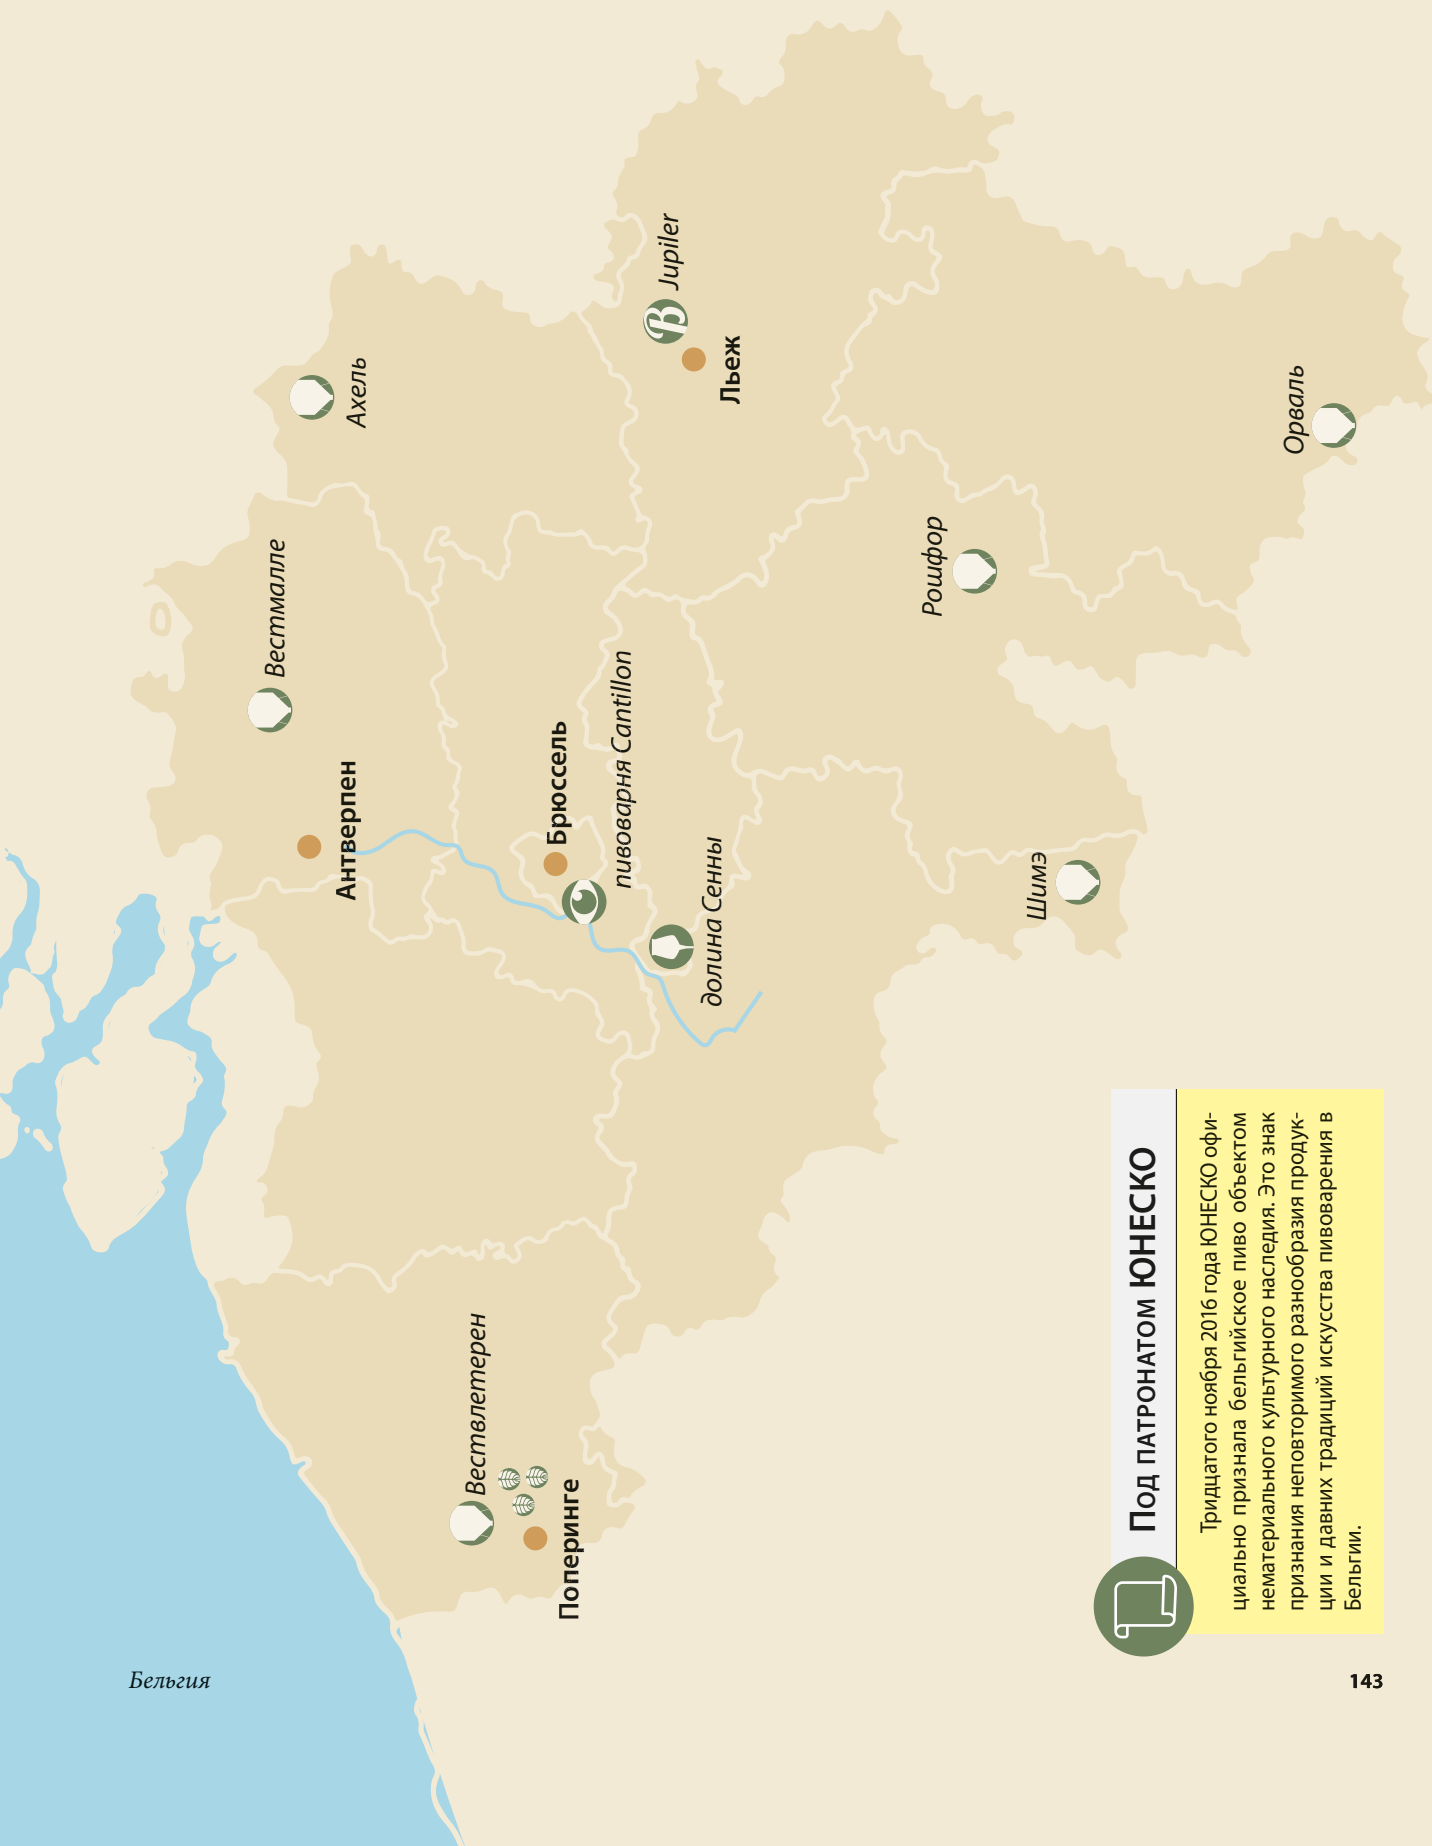 Бельгия
Ахель
Вестмалле
Антверпен
Jupiler
Льеж
Брюссель
пивоварня Cantillon
долина Сенны
Рошфор
Орваль
Шимэ
Вествлетерен
Поперинге
Под патронатом ЮНЕСКО
Тридцатого ноября 2016 года ЮНЕСКО офи-
циально признала бельгийское пиво объектом
нематериального культурного наследия. Это знак
признания неповторимого разнообразия продук-
ции и давних традиций искусства пивоварения в
Бельгии.
143